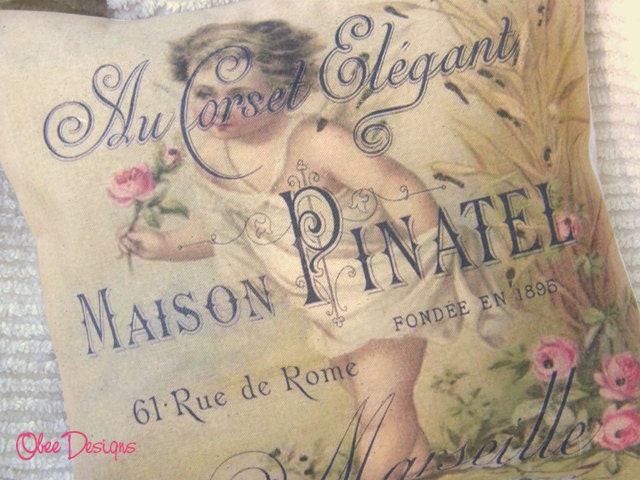 Au Corset Elégant,
MAISON PINATEL
FONDÉE EN 1895
61·Rue de Rome
Marseille
Obee Designs